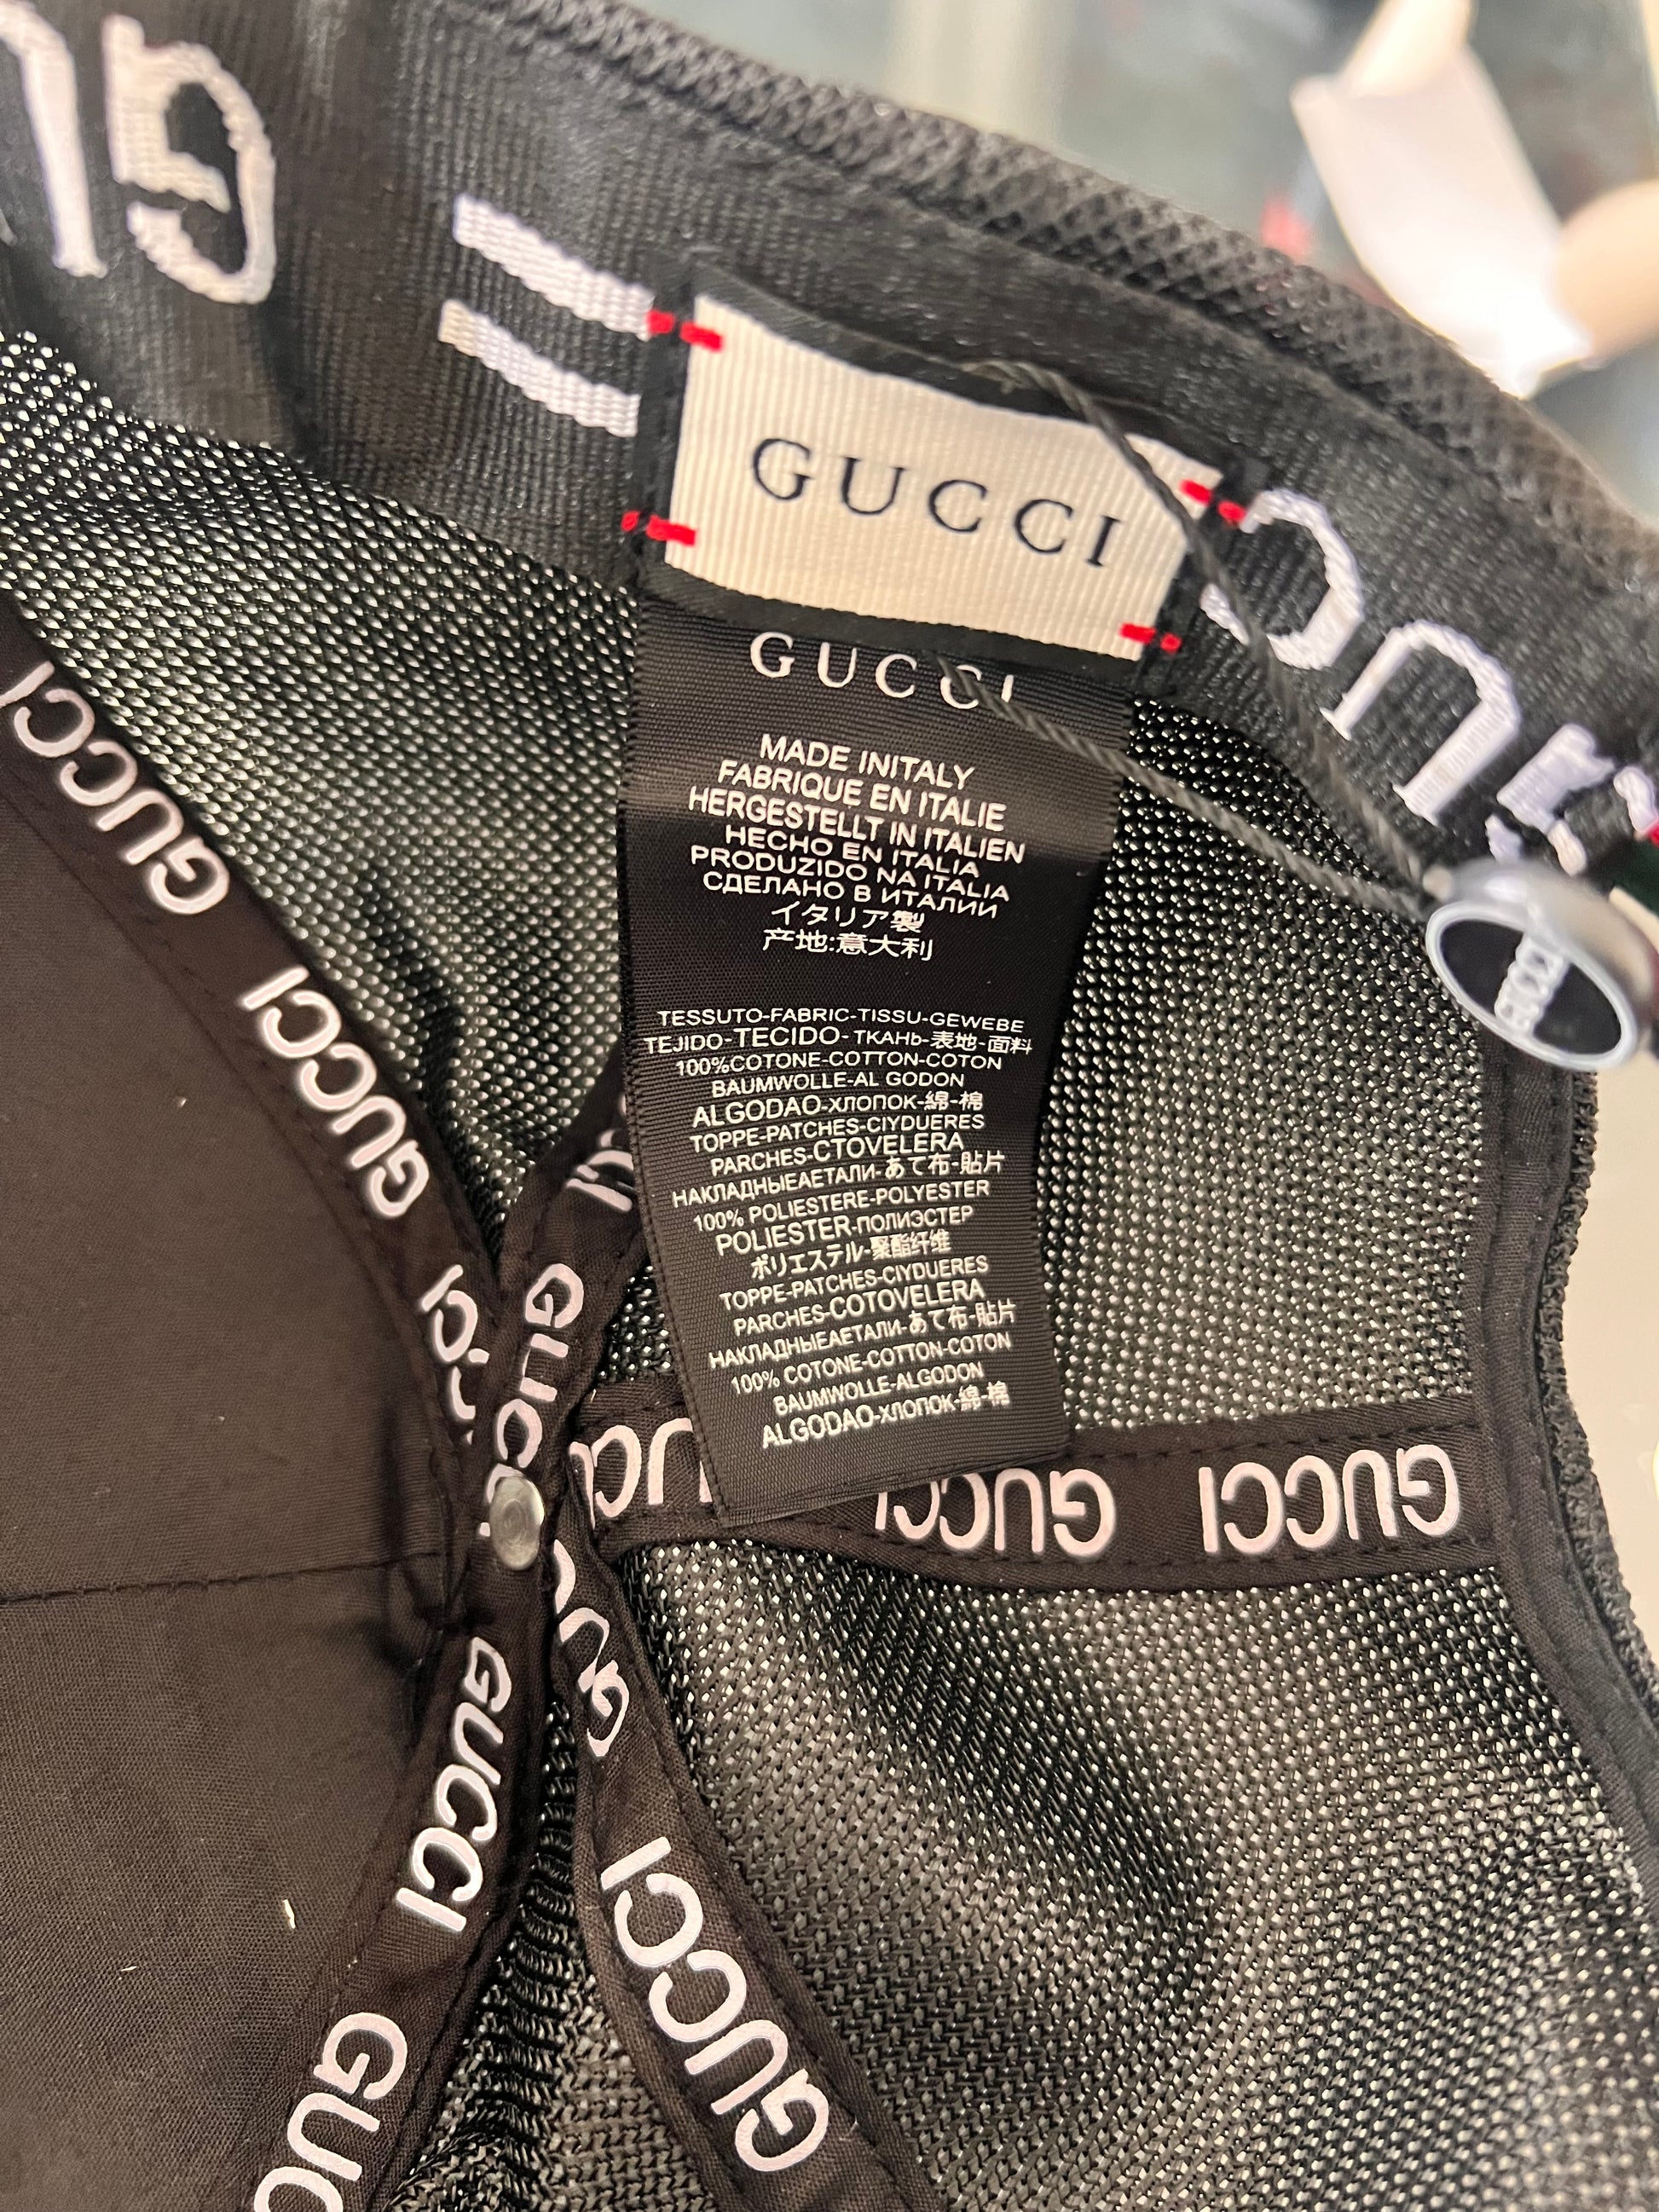 GUCCI
GUCCI
MADE INITALY
FABRIQUE EN ITALIE
HERGESTELLT IN ITALIEN
HECHO EN ITALIA
PRODUZIDO NA ITALIA
СДЕЛАНО В ИТАЛИИ
イタリア製
产地:意大利
TESSUTO-FABRIC-TISSU-GEWEBE
TEJIDO-TECIDO-ТКАНЬ-表地-面料
100%COTONE-COTTON-COTON
BAUMWOLLE-AL GODON
ALGODAO-ХЛОПОК-綿-棉
TOPPE-PATCHES-CIYDUERES
PARCHES-CTOVELERA
НАКЛАДНЫЕАЕТАЛИ-あて布-貼片
100% POLIESTERE-POLYESTER
POLIESTER-ПОЛИЭСТЕР
ポリエステル-聚酯纤维
TOPPE-PATCHES-CIYDUERES
PARCHES-COTOVELERA
НАКЛАДНЫЕАЕТАЛИ-あて布-貼片
100% COTONE-COTTON-COTON
BAUMWOLLE-ALGODON
ALGODAO-ХЛОПОК-綿-棉
GUCCI
GUCCI
GUCCI
GUCCI
GUCCI
GUCCI
GUCCI